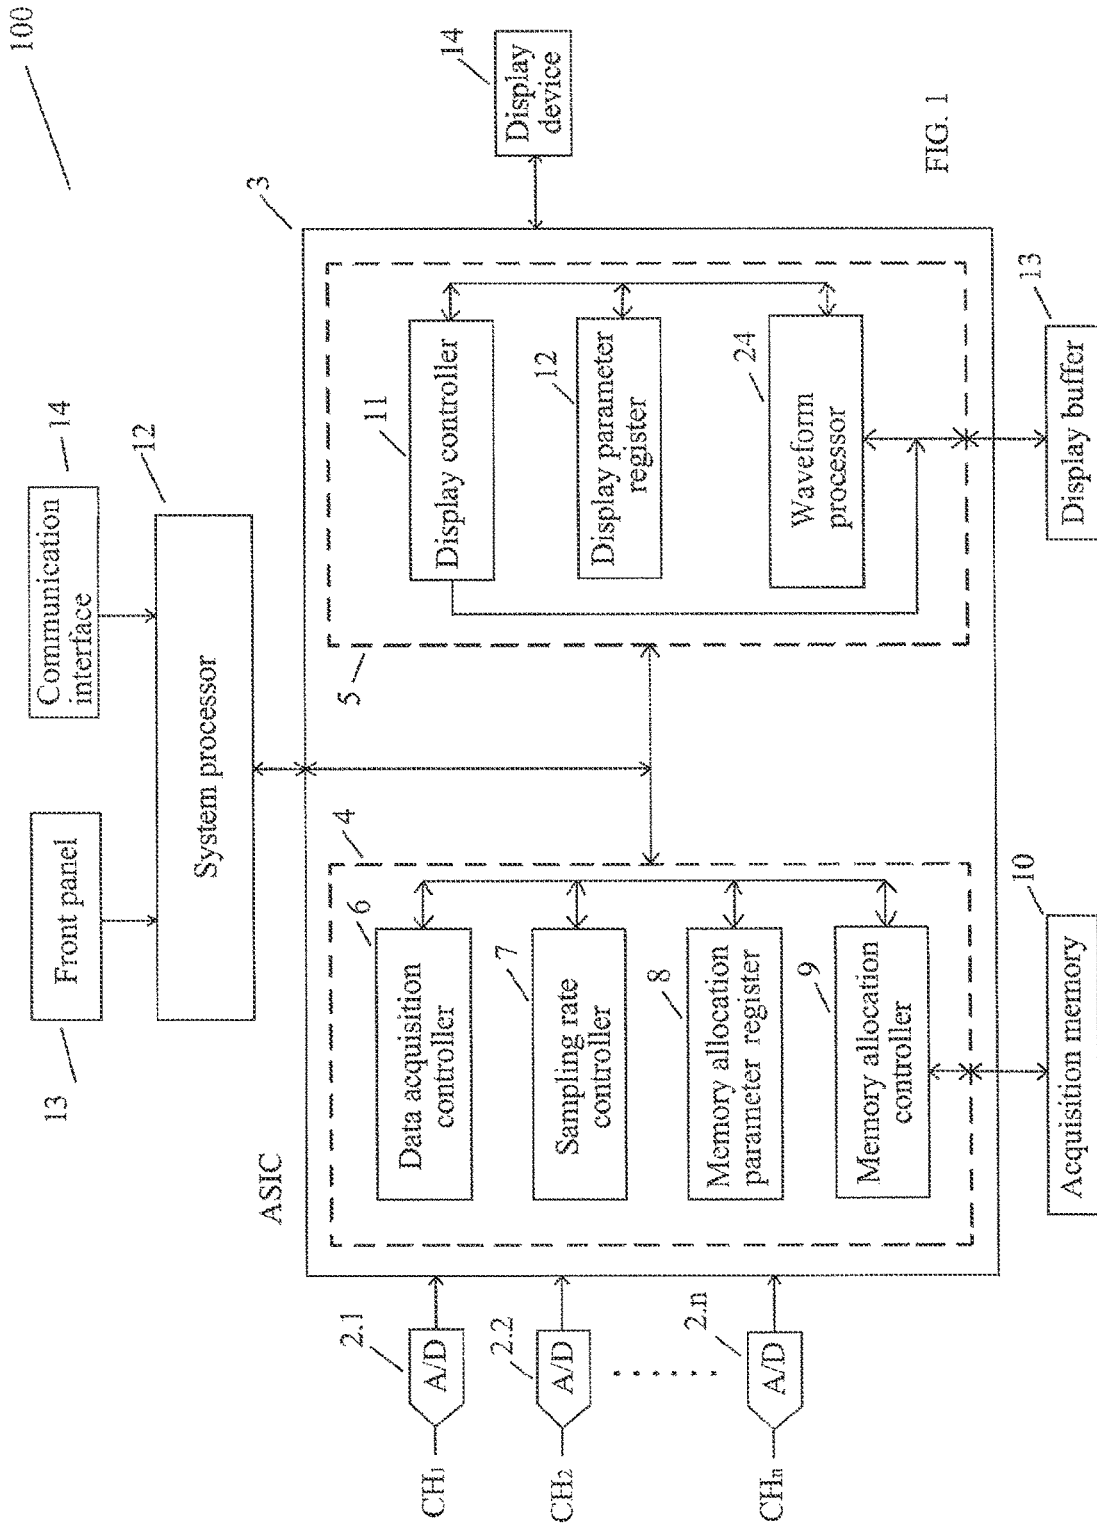 100
13
Front panel
Communication
interface
14
System processor
12
ASIC
3
CH₁
A/D
2.1
CH₂
A/D
2.2
. . . . . .
CHₙ
A/D
2.n
4
Data acquisition
controller
6
Sampling rate
controller
7
Memory allocation
parameter register
8
Memory allocation
controller
9
5
Display controller
11
Display parameter
register
12
Waveform
processor
24
Display
device
14
Acquisition memory
10
Display buffer
13
FIG. 1